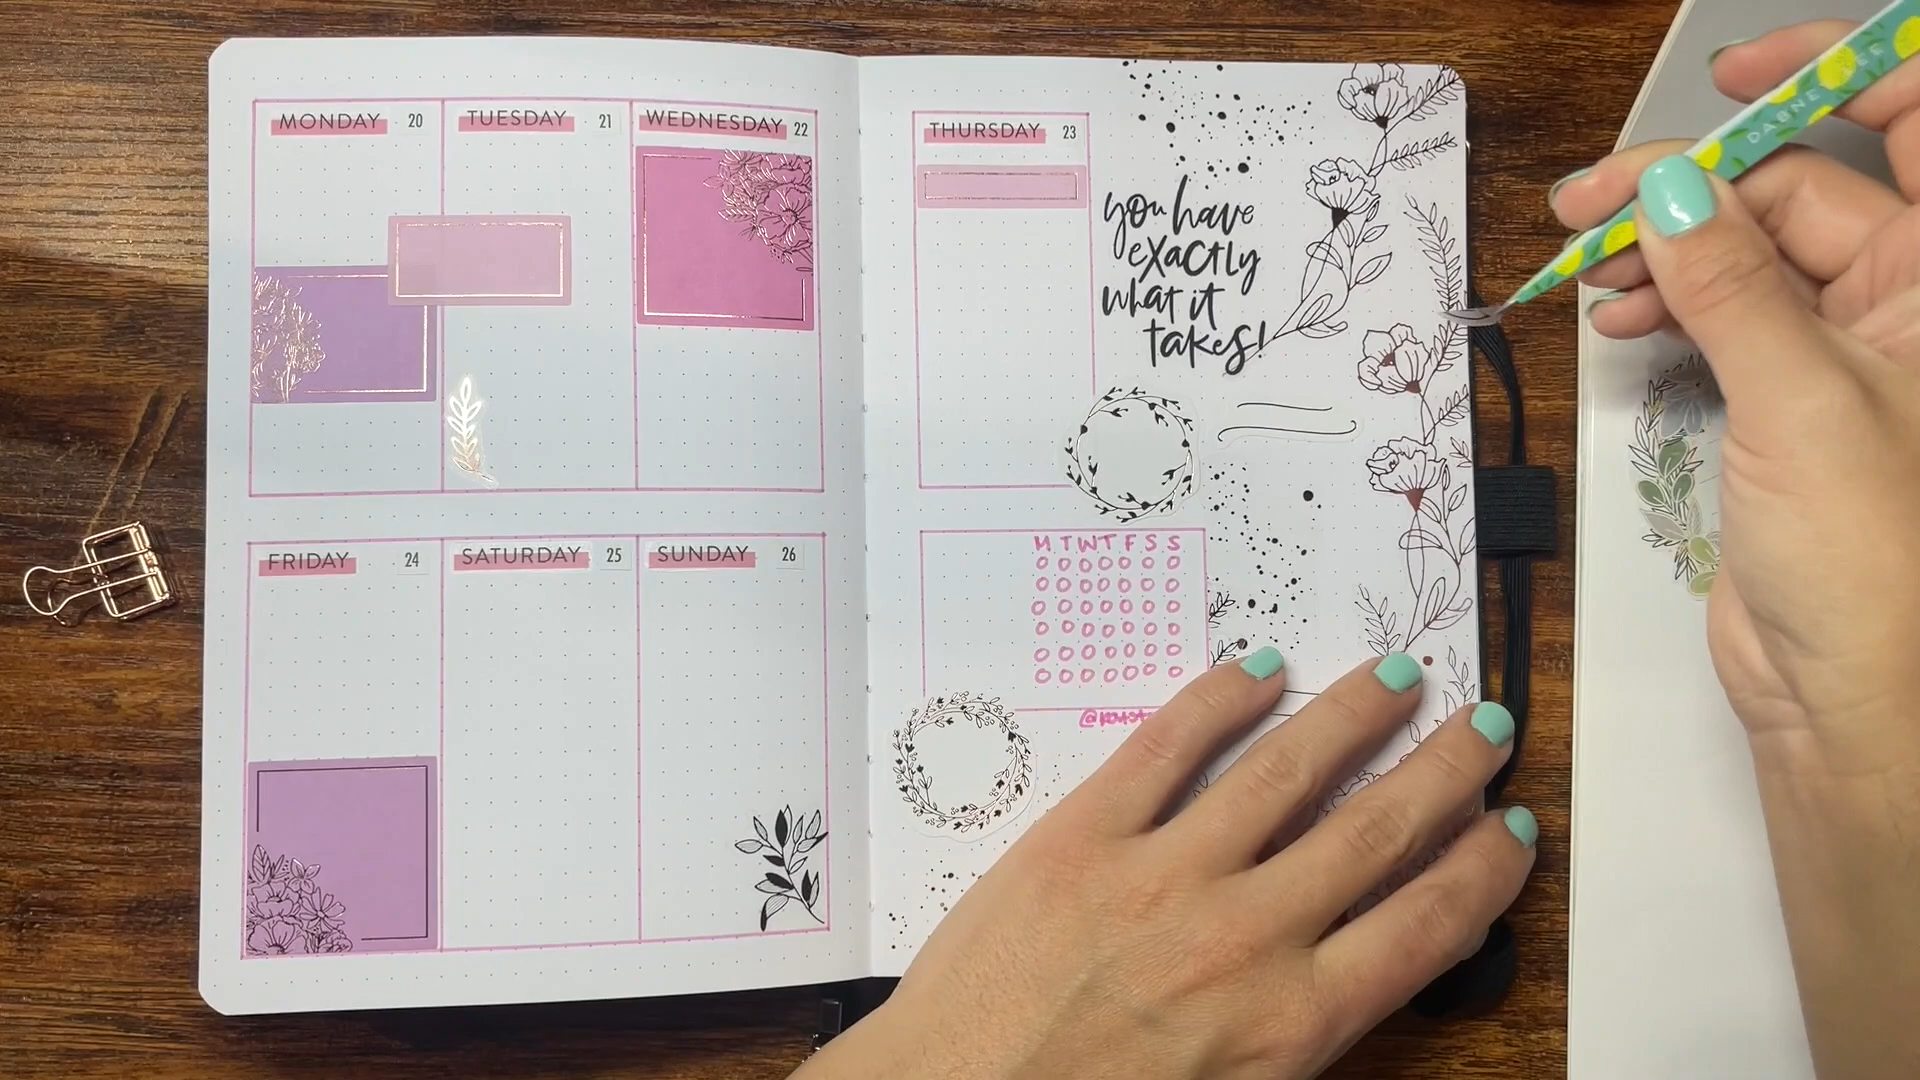 MONDAY 20
TUESDAY 21
WEDNESDAY 22
FRIDAY 24
SATURDAY 25
SUNDAY 26
THURSDAY 23
you have
exactly
what it
takes!
M T W T F S S